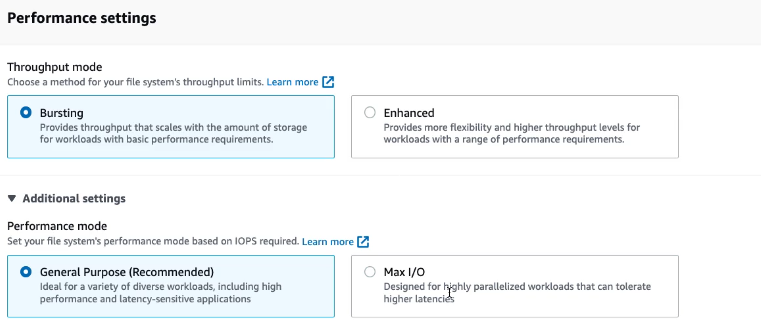 Performance settings
Throughput mode
Choose a method for your file system's throughput limits. Learn more
Bursting
Provides throughput that scales with the amount of storage
for workloads with basic performance requirements.
Enhanced
Provides more flexibility and higher throughput levels for
workloads with a range of performance requirements.
Additional settings
Performance mode
Set your file system's performance mode based on IOPS required. Learn more
General Purpose (Recommended)
Ideal for a variety of diverse workloads, including high
performance and latency-sensitive applications
Max I/O
Designed for highly parallelized workloads that can tolerate
higher latencies